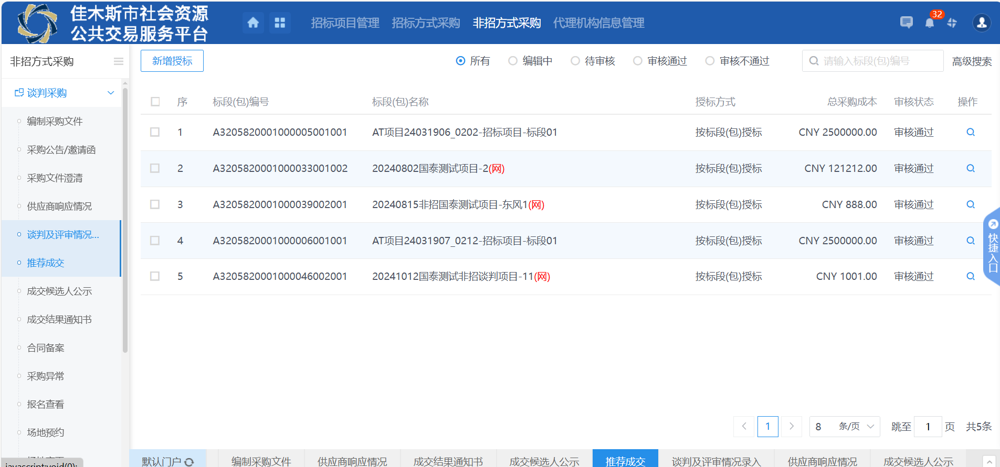 佳木斯市社会资源
公共交易服务平台
招标项目管理 招标方式采购 非招方式采购 代理机构信息管理
32
非招方式采购
新增授标
所有 编辑中 待审核 审核通过 审核不通过
请输入标段(包)编号
高级搜索
谈判采购
编制采购文件
采购公告/邀请函
采购文件澄清
供应商响应情况
谈判及评审情况...
推荐成交
成交候选人公示
成交结果通知书
合同备案
采购异常
报名查看
场地预约
序 标段(包)编号 标段(包)名称 授标方式 总采购成本 审核状态 操作
1 A3205820001000005001001 AT项目24031906_0202-招标项目-标段01 按标段(包)授标 CNY 2500000.00 审核通过
2 A3205820001000033001002 20240802国泰测试项目-2(网) 按标段(包)授标 CNY 121212.00 审核通过
3 A3205820001000039002001 20240815非招国泰测试项目-东风1(网) 按标段(包)授标 CNY 888.00 审核通过
4 A3205820001000006001001 AT项目24031907_0212-招标项目-标段01 按标段(包)授标 CNY 2500000.00 审核通过
5 A3205820001000046002001 20241012国泰测试非招谈判项目-11(网) 按标段(包)授标 CNY 1001.00 审核通过
快捷入口
1 8 条/页 跳至 1 页 共5条
默认门户 编制采购文件 供应商响应情况 成交结果通知书 成交候选人公示 推荐成交 谈判及评审情况录入 供应商响应情况 成交候选人公示
javascript:void(0);